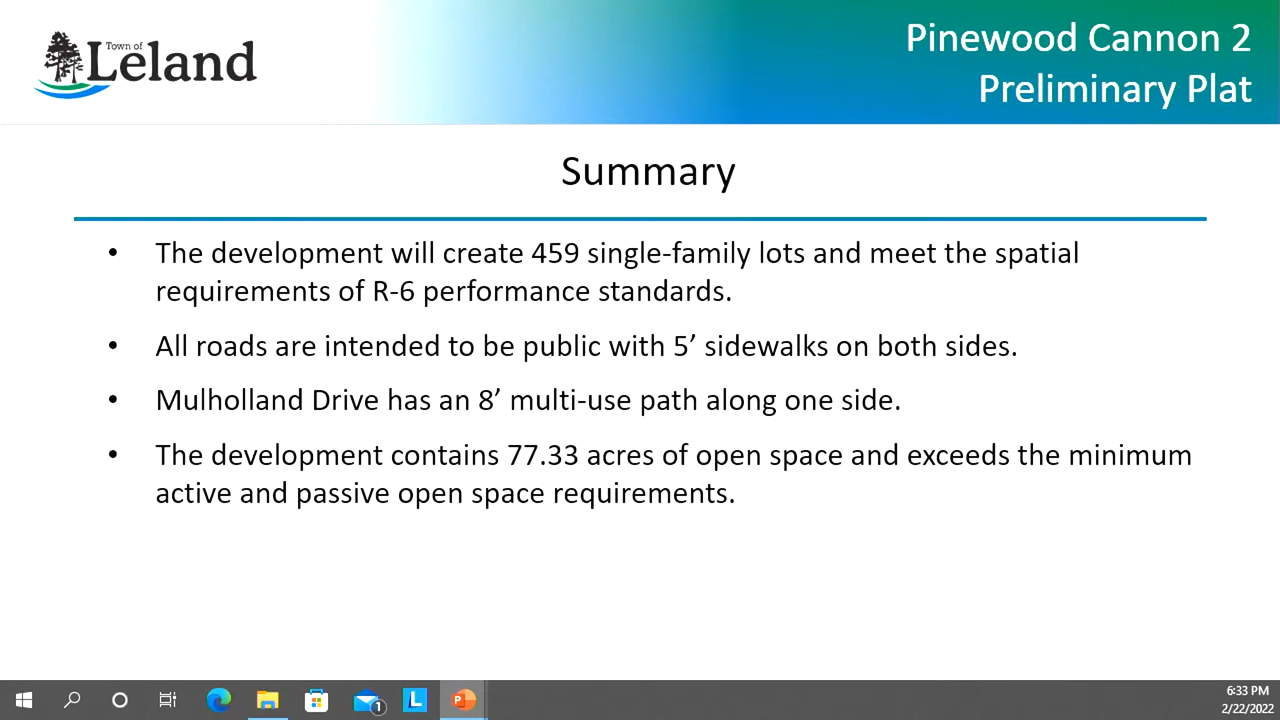 Town of
Leland
Pinewood Cannon 2
Preliminary Plat
Summary
• The development will create 459 single-family lots and meet the spatial
requirements of R-6 performance standards.
• All roads are intended to be public with 5’ sidewalks on both sides.
• Mulholland Drive has an 8’ multi-use path along one side.
• The development contains 77.33 acres of open space and exceeds the minimum
active and passive open space requirements.
1
L
P
6:33 PM
2/22/2022